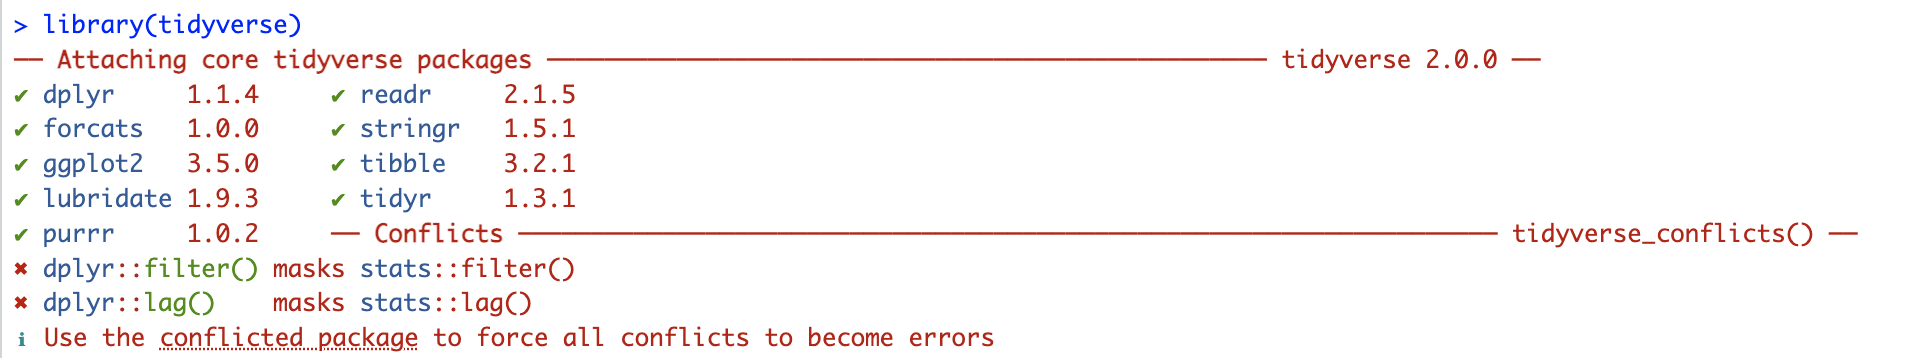 > library(tidyverse)
── Attaching core tidyverse packages ────────────────────────────────────────────────── tidyverse 2.0.0 ──
✔ dplyr     1.1.4     ✔ readr     2.1.5
✔ forcats   1.0.0     ✔ stringr   1.5.1
✔ ggplot2   3.5.0     ✔ tibble    3.2.1
✔ lubridate 1.9.3     ✔ tidyr     1.3.1
✔ purrr     1.0.2     ── Conflicts ──────────────────────────────────────────────────────────────────── tidyverse_conflicts() ──
✖ dplyr::filter() masks stats::filter()
✖ dplyr::lag()    masks stats::lag()
ℹ Use the conflicted package to force all conflicts to become errors